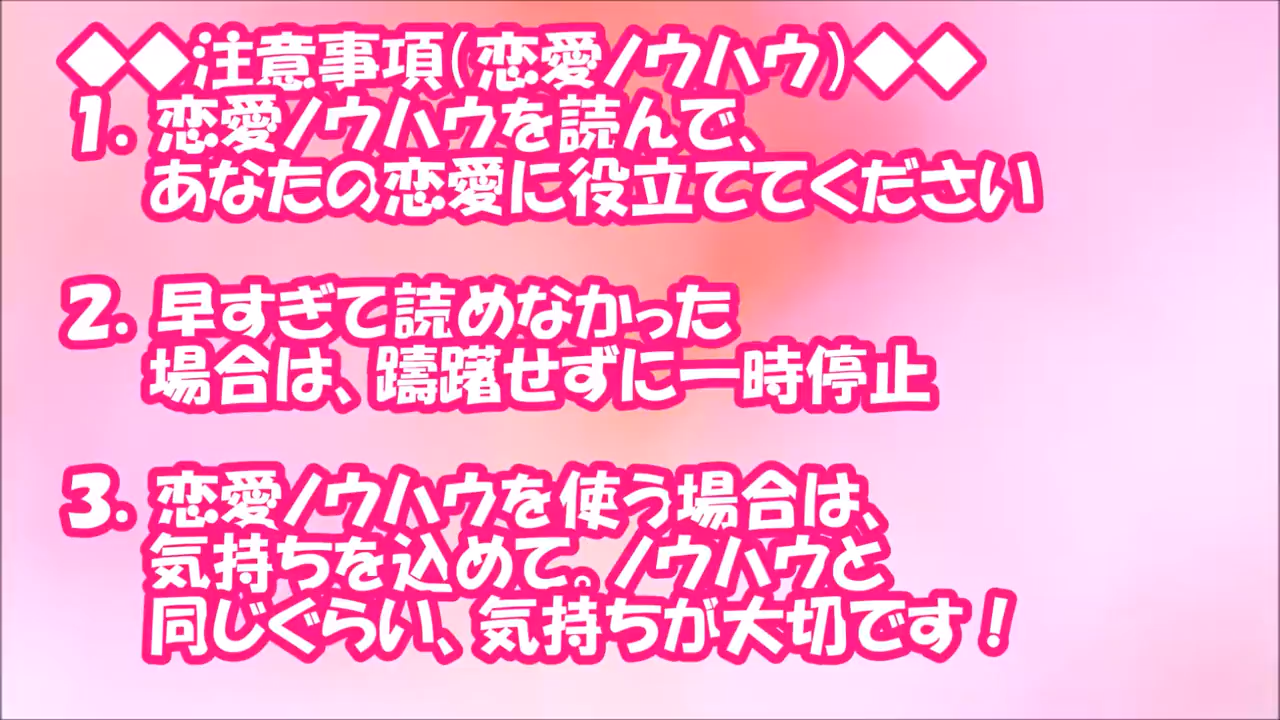 ◆◆注意事項(恋愛ノウハウ)◆◆
1. 恋愛ノウハウを読んで、
あなたの恋愛に役立ててください
2. 早すぎて読めなかった
場合は、躊躇せずに一時停止
3. 恋愛ノウハウを使う場合は、
気持ちを込めて。ノウハウと
同じぐらい、気持ちが大切です！